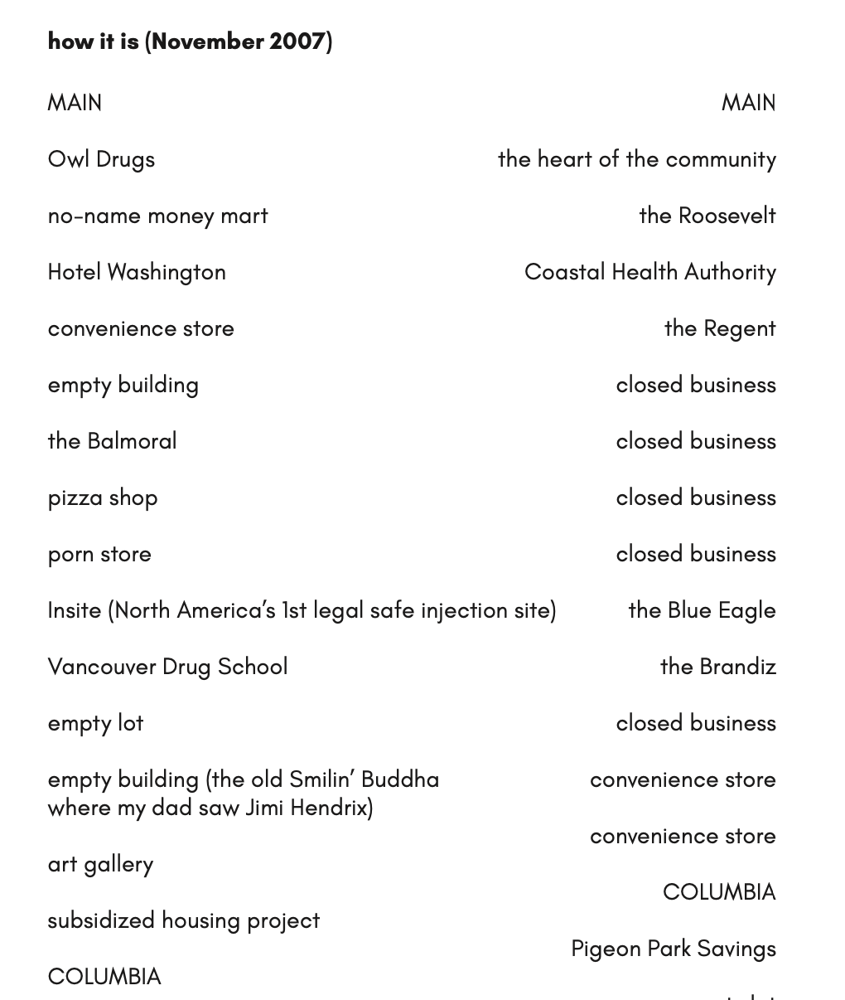 how it is (November 2007)
MAIN
MAIN
Owl Drugs
the heart of the community
no-name money mart
the Roosevelt
Hotel Washington
Coastal Health Authority
convenience store
the Regent
empty building
closed business
the Balmoral
closed business
pizza shop
closed business
porn store
closed business
Insite (North America’s 1st legal safe injection site)
the Blue Eagle
Vancouver Drug School
the Brandiz
empty lot
closed business
empty building (the old Smilin’ Buddha
where my dad saw Jimi Hendrix)
convenience store
convenience store
art gallery
COLUMBIA
subsidized housing project
Pigeon Park Savings
COLUMBIA